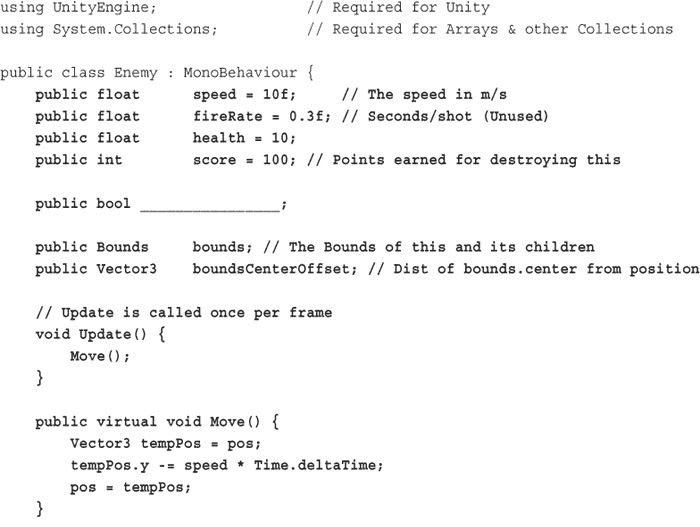 using UnityEngine;                 // Required for Unity
using System.Collections;          // Required for Arrays & other Collections

public class Enemy : MonoBehaviour {
    public float      speed = 10f;     // The speed in m/s
    public float      fireRate = 0.3f; // Seconds/shot (Unused)
    public float      health = 10;
    public int        score = 100; // Points earned for destroying this

    public bool ________________;

    public Bounds     bounds; // The Bounds of this and its children
    public Vector3    boundsCenterOffset; // Dist of bounds.center from position

    // Update is called once per frame
    void Update() {
        Move();
    }

    public virtual void Move() {
        Vector3 tempPos = pos;
        tempPos.y -= speed * Time.deltaTime;
        pos = tempPos;
    }